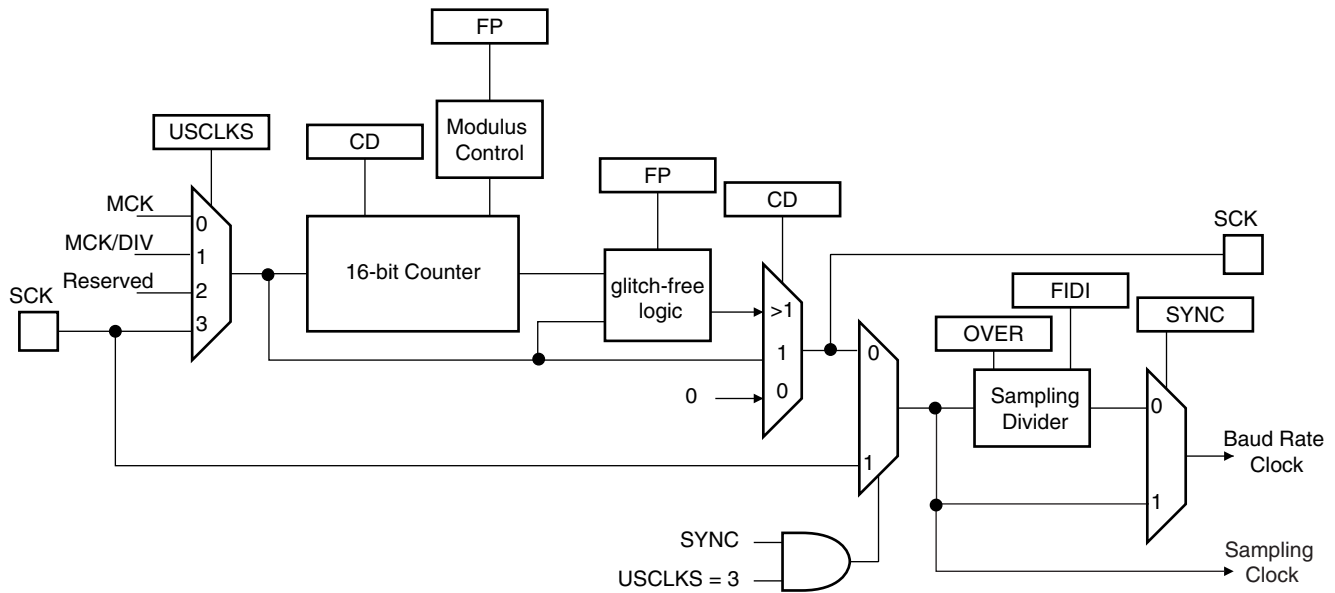 FP
USCLKS
CD
Modulus
Control
FP
CD
MCK
MCK/DIV
Reserved
SCK
0
1
2
3
16-bit Counter
glitch-free
logic
>1
1
0
0
SCK
FIDI
OVER
SYNC
0
1
Sampling
Divider
0
1
Baud Rate
Clock
SYNC
USCLKS = 3
Sampling
Clock